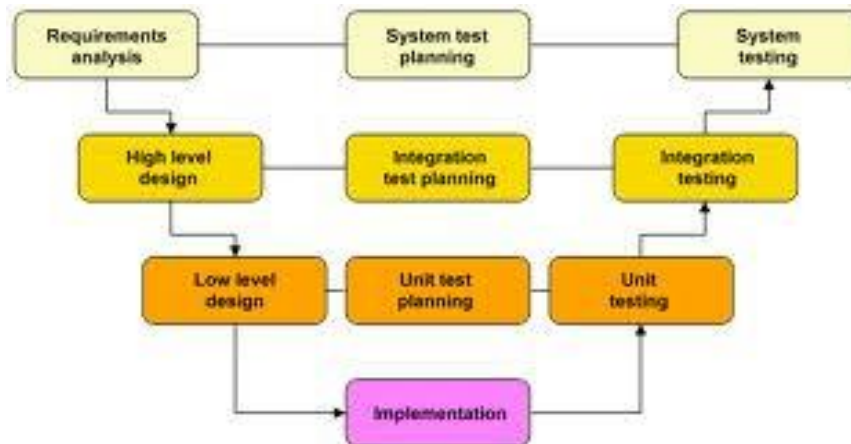 Requirements
analysis
System test
planning
System
testing
High level
design
Integration
test planning
Integration
testing
Low level
design
Unit test
planning
Unit
testing
Implementation